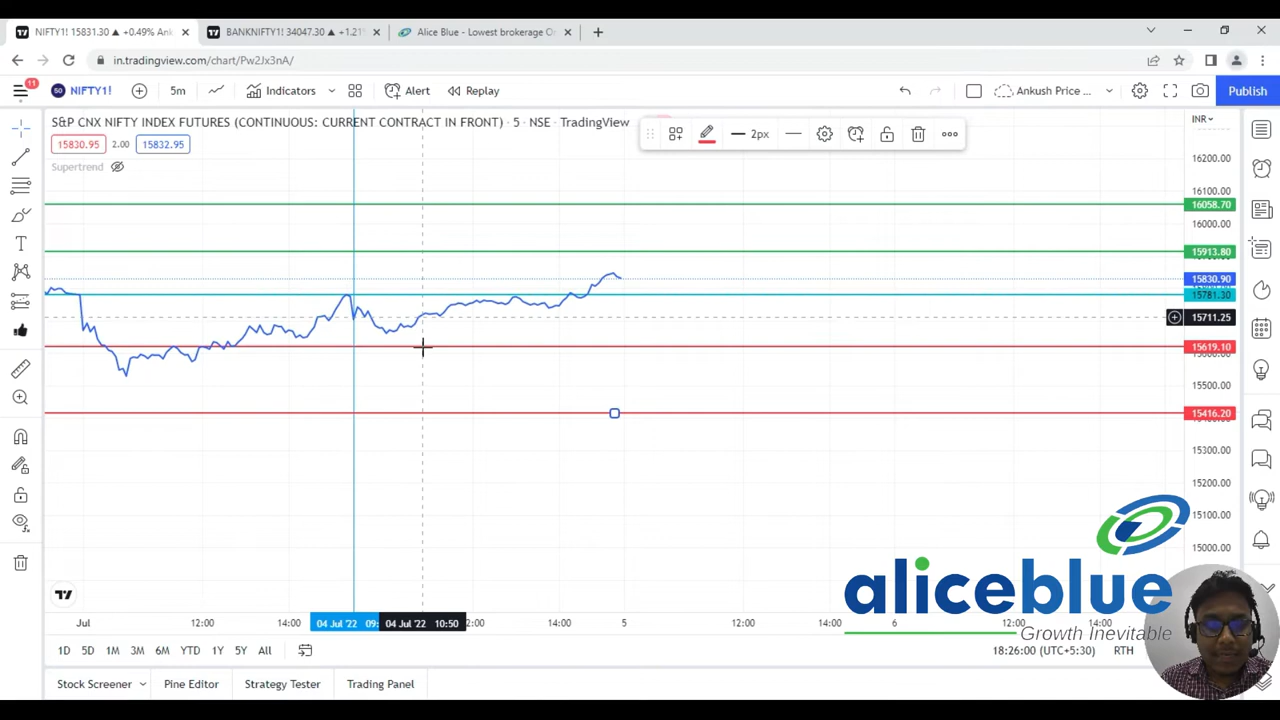 NIFTY1! 15831.30 ▲ +0.49% Ank
BANKNIFTY1! 34047.30 ▲ +1.21%
Alice Blue - Lowest brokerage O
in.tradingview.com/chart/Pw2Jx3nA/
11
50 NIFTY1!
5m
Indicators
Alert
Replay
Ankush Price ...
Publish
S&P CNX NIFTY INDEX FUTURES (CONTINUOUS: CURRENT CONTRACT IN FRONT) · 5 · NSE · TradingView
2px
INR
15830.95 2.00 15832.95
Supertrend
16200.00
16100.00
16058.70
16000.00
15913.80
15830.90
15781.30
15711.25
15619.10
15500.00
15416.20
15300.00
15200.00
15100.00
15000.00
aliceblue
Growth Inevitable
Jul 12:00 14:00 04 Jul '22 09: 04 Jul '22 10:50 2:00 14:00 5 12:00 14:00 6 12:00 14:00
1D 5D 1M 3M 6M YTD 1Y 5Y All
18:26:00 (UTC+5:30) RTH
Stock Screener Pine Editor Strategy Tester Trading Panel